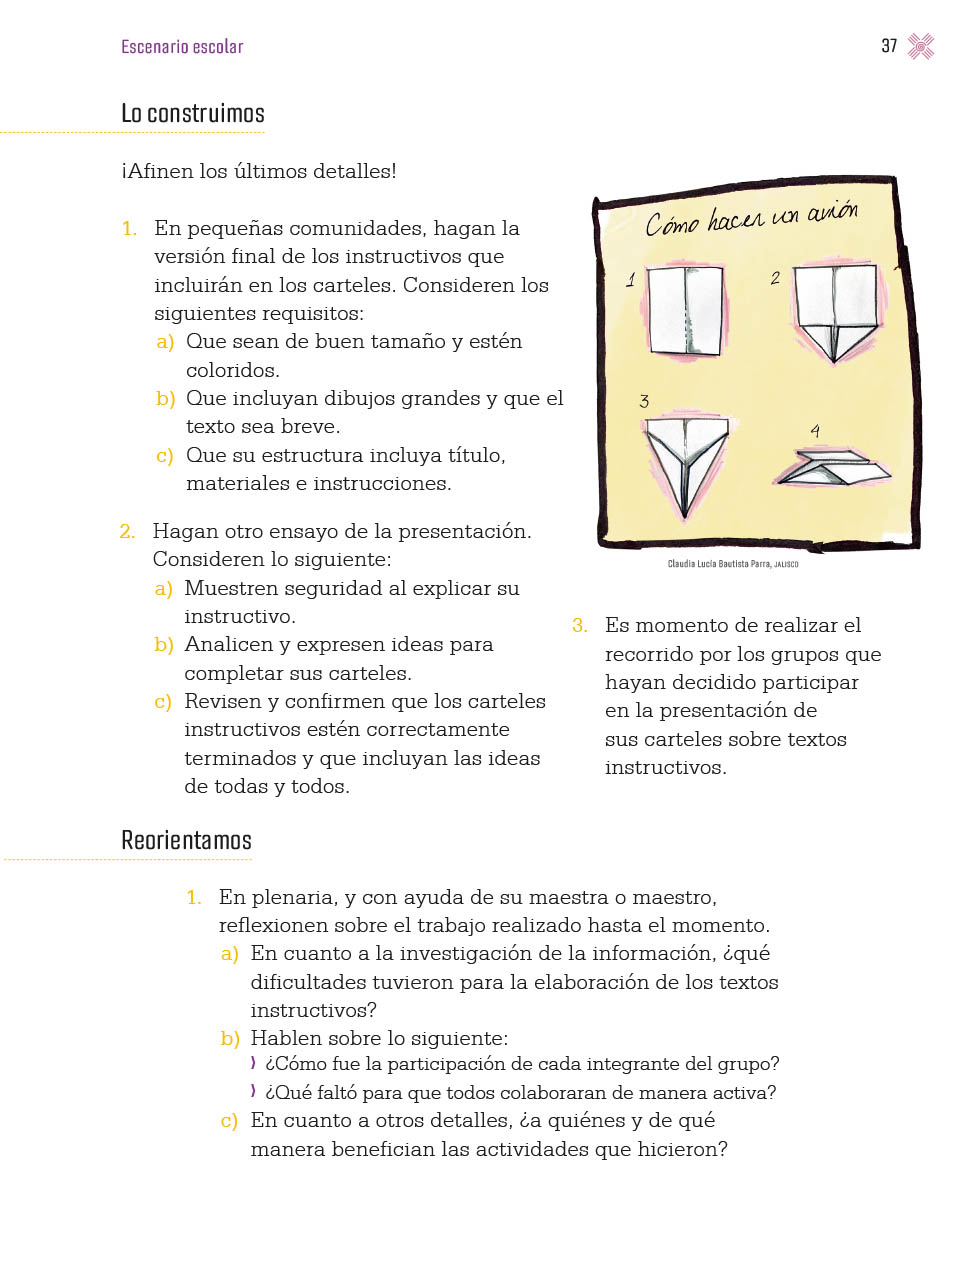 Escenario escolar
37
Lo construimos
¡Afinen los últimos detalles!
1. En pequeñas comunidades, hagan la
versión final de los instructivos que
incluirán en los carteles. Consideren los
siguientes requisitos:
a) Que sean de buen tamaño y estén
coloridos.
b) Que incluyan dibujos grandes y que el
texto sea breve.
c) Que su estructura incluya título,
materiales e instrucciones.
2. Hagan otro ensayo de la presentación.
Consideren lo siguiente:
a) Muestren seguridad al explicar su
instructivo.
b) Analicen y expresen ideas para
completar sus carteles.
c) Revisen y confirmen que los carteles
instructivos estén correctamente
terminados y que incluyan las ideas
de todas y todos.
Cómo hacer un avión
1
2
3
4
Claudia Lucía Bautista Parra, JALISCO
3. Es momento de realizar el
recorrido por los grupos que
hayan decidido participar
en la presentación de
sus carteles sobre textos
instructivos.
Reorientamos
1. En plenaria, y con ayuda de su maestra o maestro,
reflexionen sobre el trabajo realizado hasta el momento.
a) En cuanto a la investigación de la información, ¿qué
dificultades tuvieron para la elaboración de los textos
instructivos?
b) Hablen sobre lo siguiente:
¿Cómo fue la participación de cada integrante del grupo?
¿Qué faltó para que todos colaboraran de manera activa?
c) En cuanto a otros detalles, ¿a quiénes y de qué
manera benefician las actividades que hicieron?